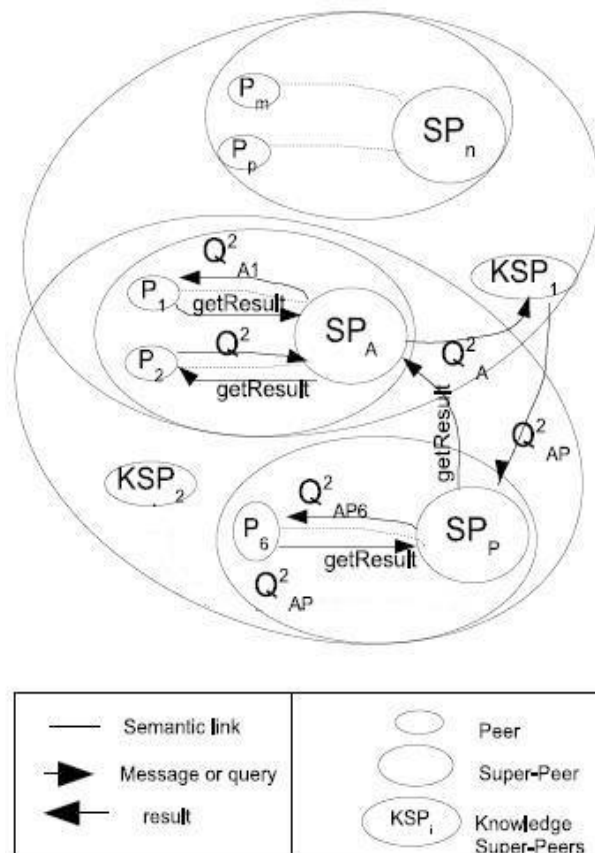 P_m
SP_n
P_p
Q^2_A1
KSP_1
P_1
getResult
SP_A
Q^2
Q^2_A
P_2
getResult
getResult
Q^2_AP
KSP_2
Q^2_AP6
P_6
SP_P
getResult
Q^2_AP
Semantic link
Peer
Message or query
Super-Peer
result
KSP_i
Knowledge
Super-Peers